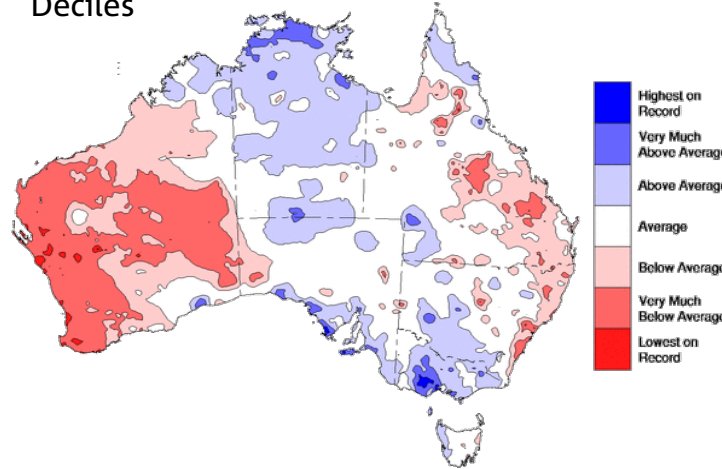 Deciles
Highest on
Record
Very Much
Above Average
Above Average
Average
Below Average
Very Much
Below Average
Lowest on
Record